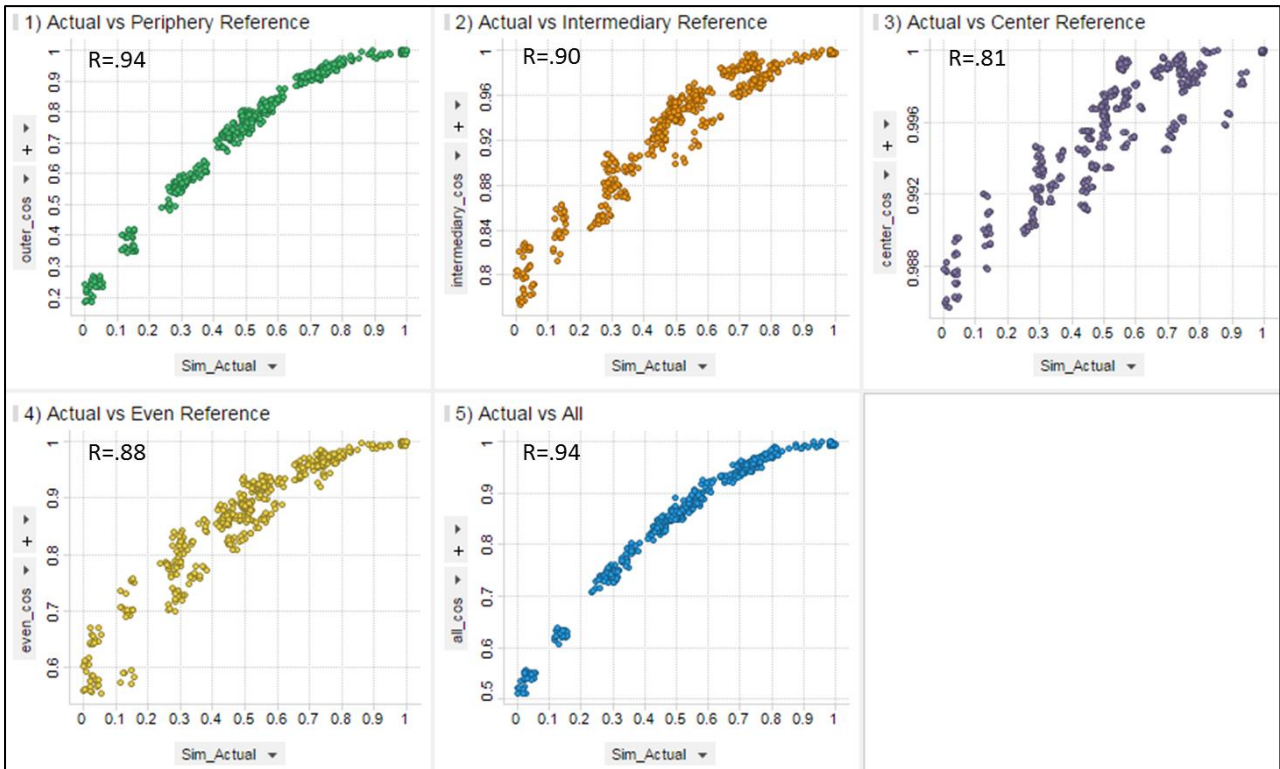 1) Actual vs Periphery Reference
R=.94
outer_cos
+
1
0.9
0.8
0.7
0.6
0.5
0.4
0.3
0.2
0 0.1 0.2 0.3 0.4 0.5 0.6 0.7 0.8 0.9 1
Sim_Actual
2) Actual vs Intermediary Reference
R=.90
intermediary_cos
+
1
0.96
0.92
0.88
0.84
0.8
0 0.1 0.2 0.3 0.4 0.5 0.6 0.7 0.8 0.9 1
Sim_Actual
3) Actual vs Center Reference
R=.81
center_cos
+
1
0.996
0.992
0.988
0 0.1 0.2 0.3 0.4 0.5 0.6 0.7 0.8 0.9 1
Sim_Actual
4) Actual vs Even Reference
R=.88
even_cos
+
1
0.9
0.8
0.7
0.6
0 0.1 0.2 0.3 0.4 0.5 0.6 0.7 0.8 0.9 1
Sim_Actual
5) Actual vs All
R=.94
all_cos
+
1
0.9
0.8
0.7
0.6
0.5
0 0.1 0.2 0.3 0.4 0.5 0.6 0.7 0.8 0.9 1
Sim_Actual